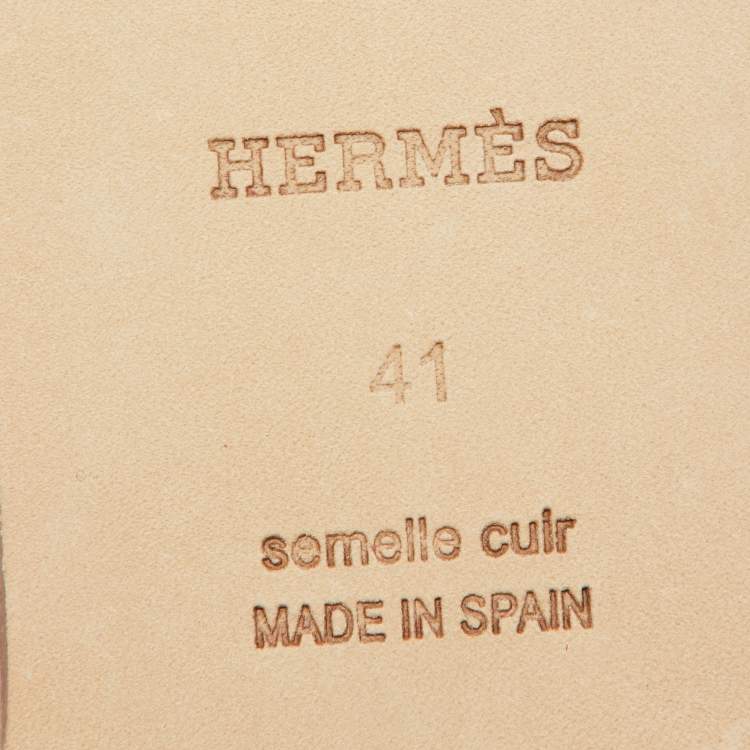 HERMÈS
41
semelle cuir
MADE IN SPAIN